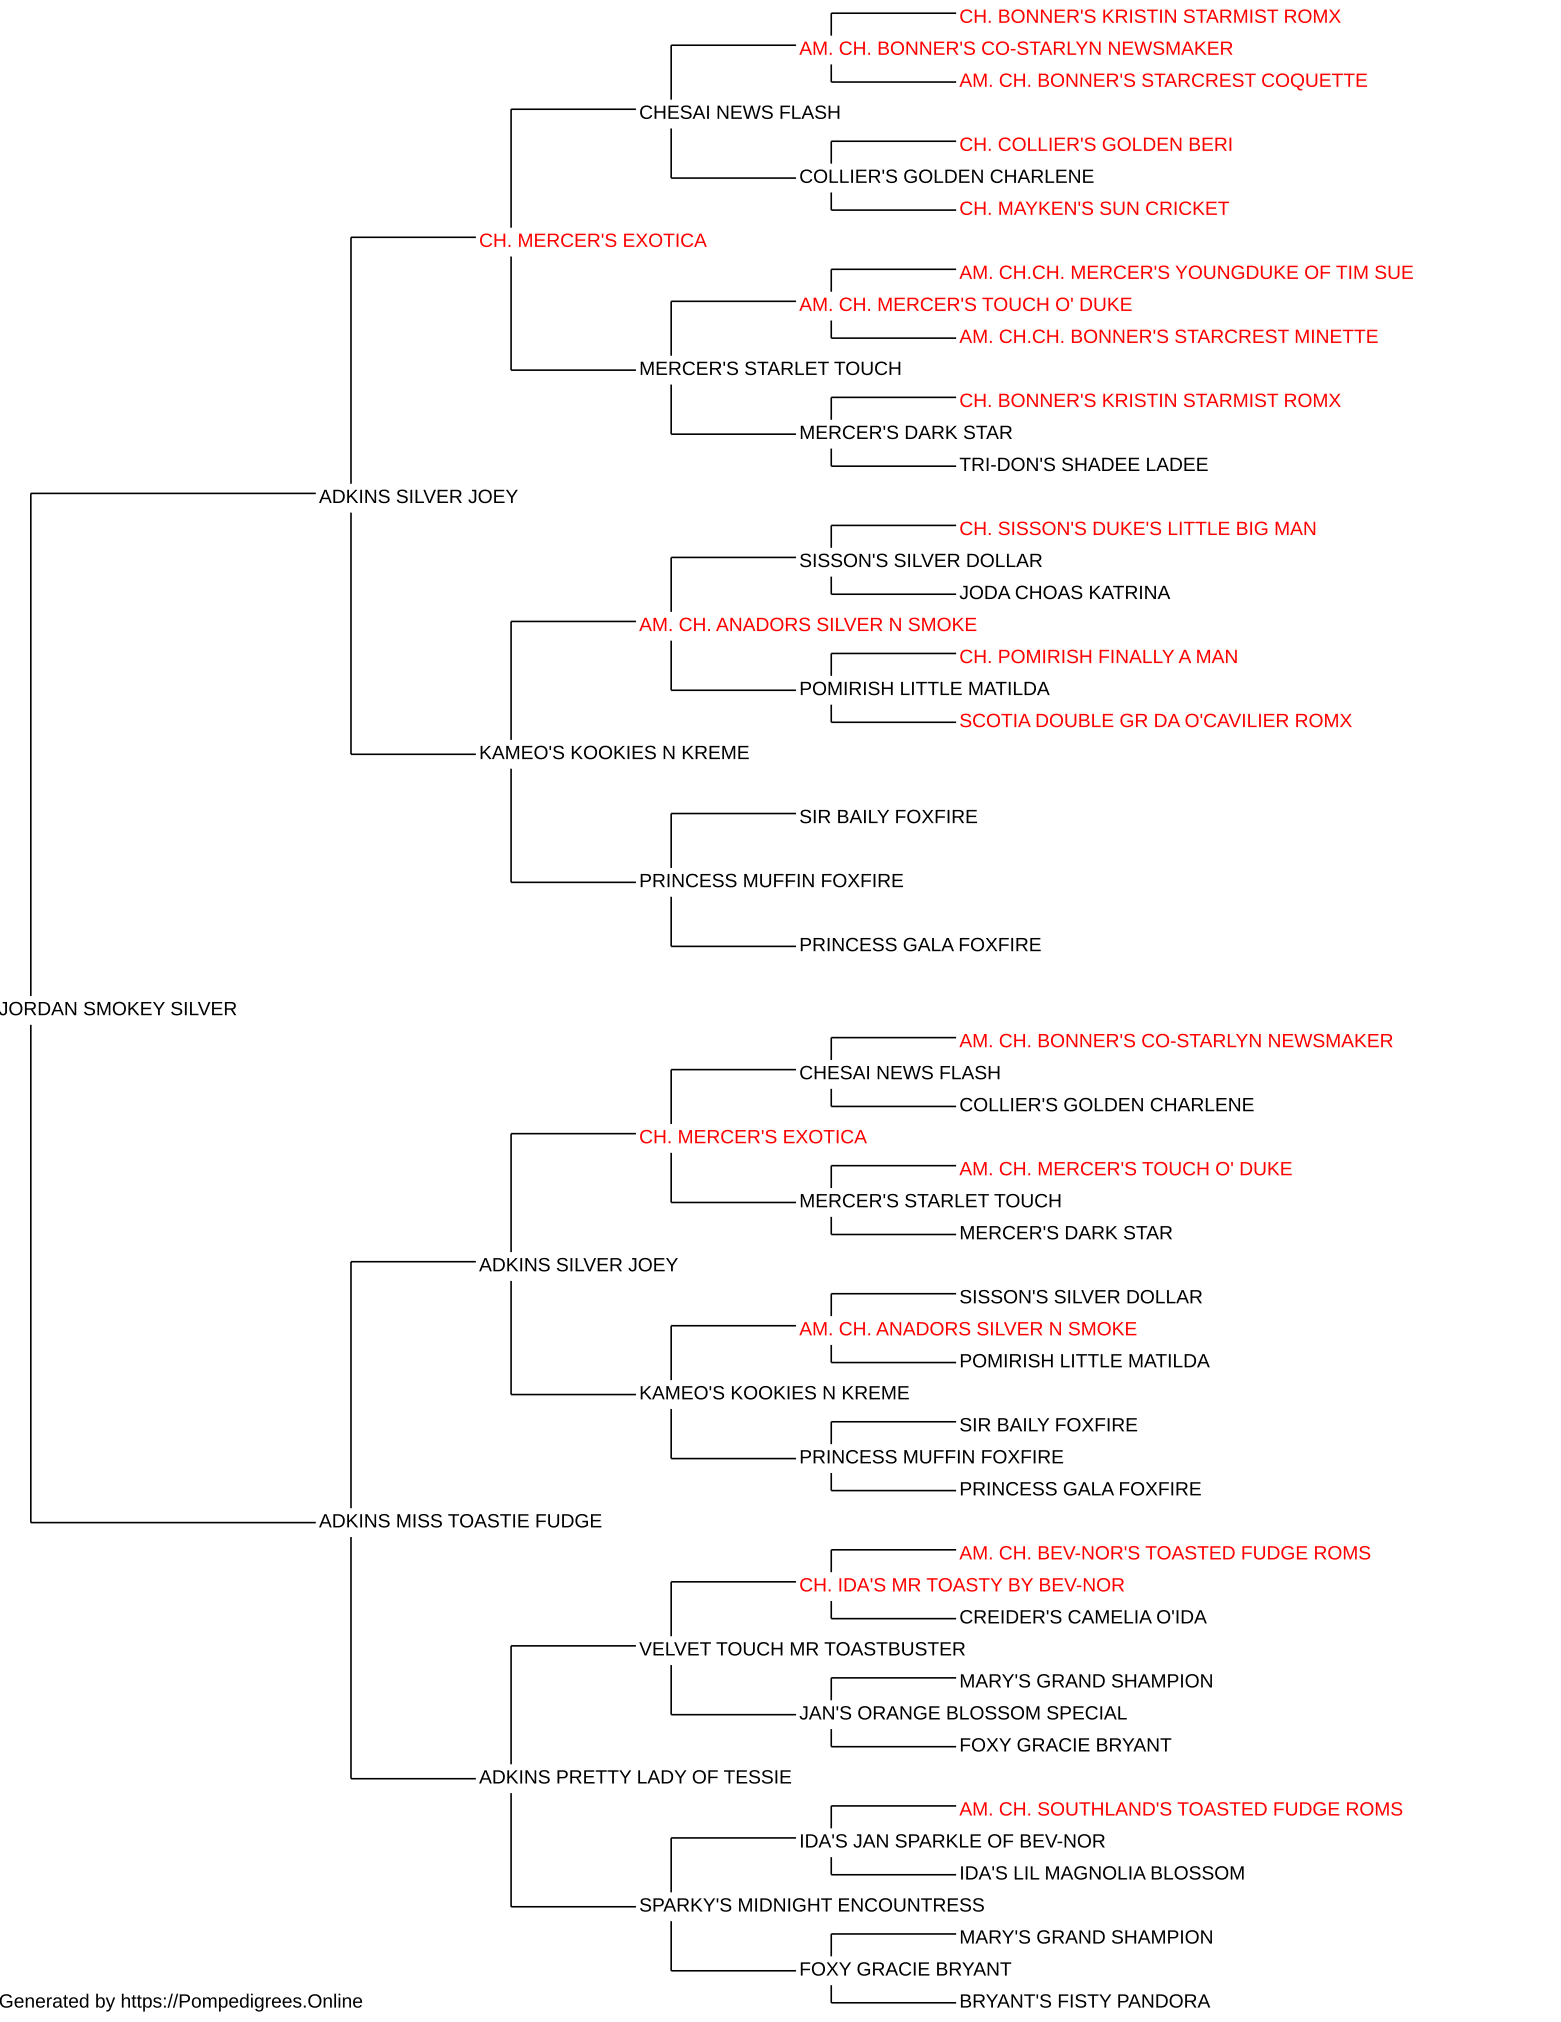 CH. BONNER'S KRISTIN STARMIST ROMX
AM. CH. BONNER'S CO-STARLYN NEWSMAKER
AM. CH. BONNER'S STARCREST COQUETTE
CHESAI NEWS FLASH
CH. COLLIER'S GOLDEN BERI
COLLIER'S GOLDEN CHARLENE
CH. MAYKEN'S SUN CRICKET
CH. MERCER'S EXOTICA
AM. CH.CH. MERCER'S YOUNGDUKE OF TIM SUE
AM. CH. MERCER'S TOUCH O' DUKE
AM. CH.CH. BONNER'S STARCREST MINETTE
MERCER'S STARLET TOUCH
CH. BONNER'S KRISTIN STARMIST ROMX
MERCER'S DARK STAR
TRI-DON'S SHADEE LADEE
ADKINS SILVER JOEY
CH. SISSON'S DUKE'S LITTLE BIG MAN
SISSON'S SILVER DOLLAR
JODA CHOAS KATRINA
AM. CH. ANADORS SILVER N SMOKE
CH. POMIRISH FINALLY A MAN
POMIRISH LITTLE MATILDA
SCOTIA DOUBLE GR DA O'CAVILIER ROMX
KAMEO'S KOOKIES N KREME
SIR BAILY FOXFIRE
PRINCESS MUFFIN FOXFIRE
PRINCESS GALA FOXFIRE
JORDAN SMOKEY SILVER
AM. CH. BONNER'S CO-STARLYN NEWSMAKER
CHESAI NEWS FLASH
COLLIER'S GOLDEN CHARLENE
CH. MERCER'S EXOTICA
AM. CH. MERCER'S TOUCH O' DUKE
MERCER'S STARLET TOUCH
MERCER'S DARK STAR
ADKINS SILVER JOEY
SISSON'S SILVER DOLLAR
AM. CH. ANADORS SILVER N SMOKE
POMIRISH LITTLE MATILDA
KAMEO'S KOOKIES N KREME
SIR BAILY FOXFIRE
PRINCESS MUFFIN FOXFIRE
PRINCESS GALA FOXFIRE
ADKINS MISS TOASTIE FUDGE
AM. CH. BEV-NOR'S TOASTED FUDGE ROMS
CH. IDA'S MR TOASTY BY BEV-NOR
CREIDER'S CAMELIA O'IDA
VELVET TOUCH MR TOASTBUSTER
MARY'S GRAND SHAMPION
JAN'S ORANGE BLOSSOM SPECIAL
FOXY GRACIE BRYANT
ADKINS PRETTY LADY OF TESSIE
AM. CH. SOUTHLAND'S TOASTED FUDGE ROMS
IDA'S JAN SPARKLE OF BEV-NOR
IDA'S LIL MAGNOLIA BLOSSOM
SPARKY'S MIDNIGHT ENCOUNTRESS
MARY'S GRAND SHAMPION
FOXY GRACIE BRYANT
BRYANT'S FISTY PANDORA
Generated by https://Pompedigrees.Online